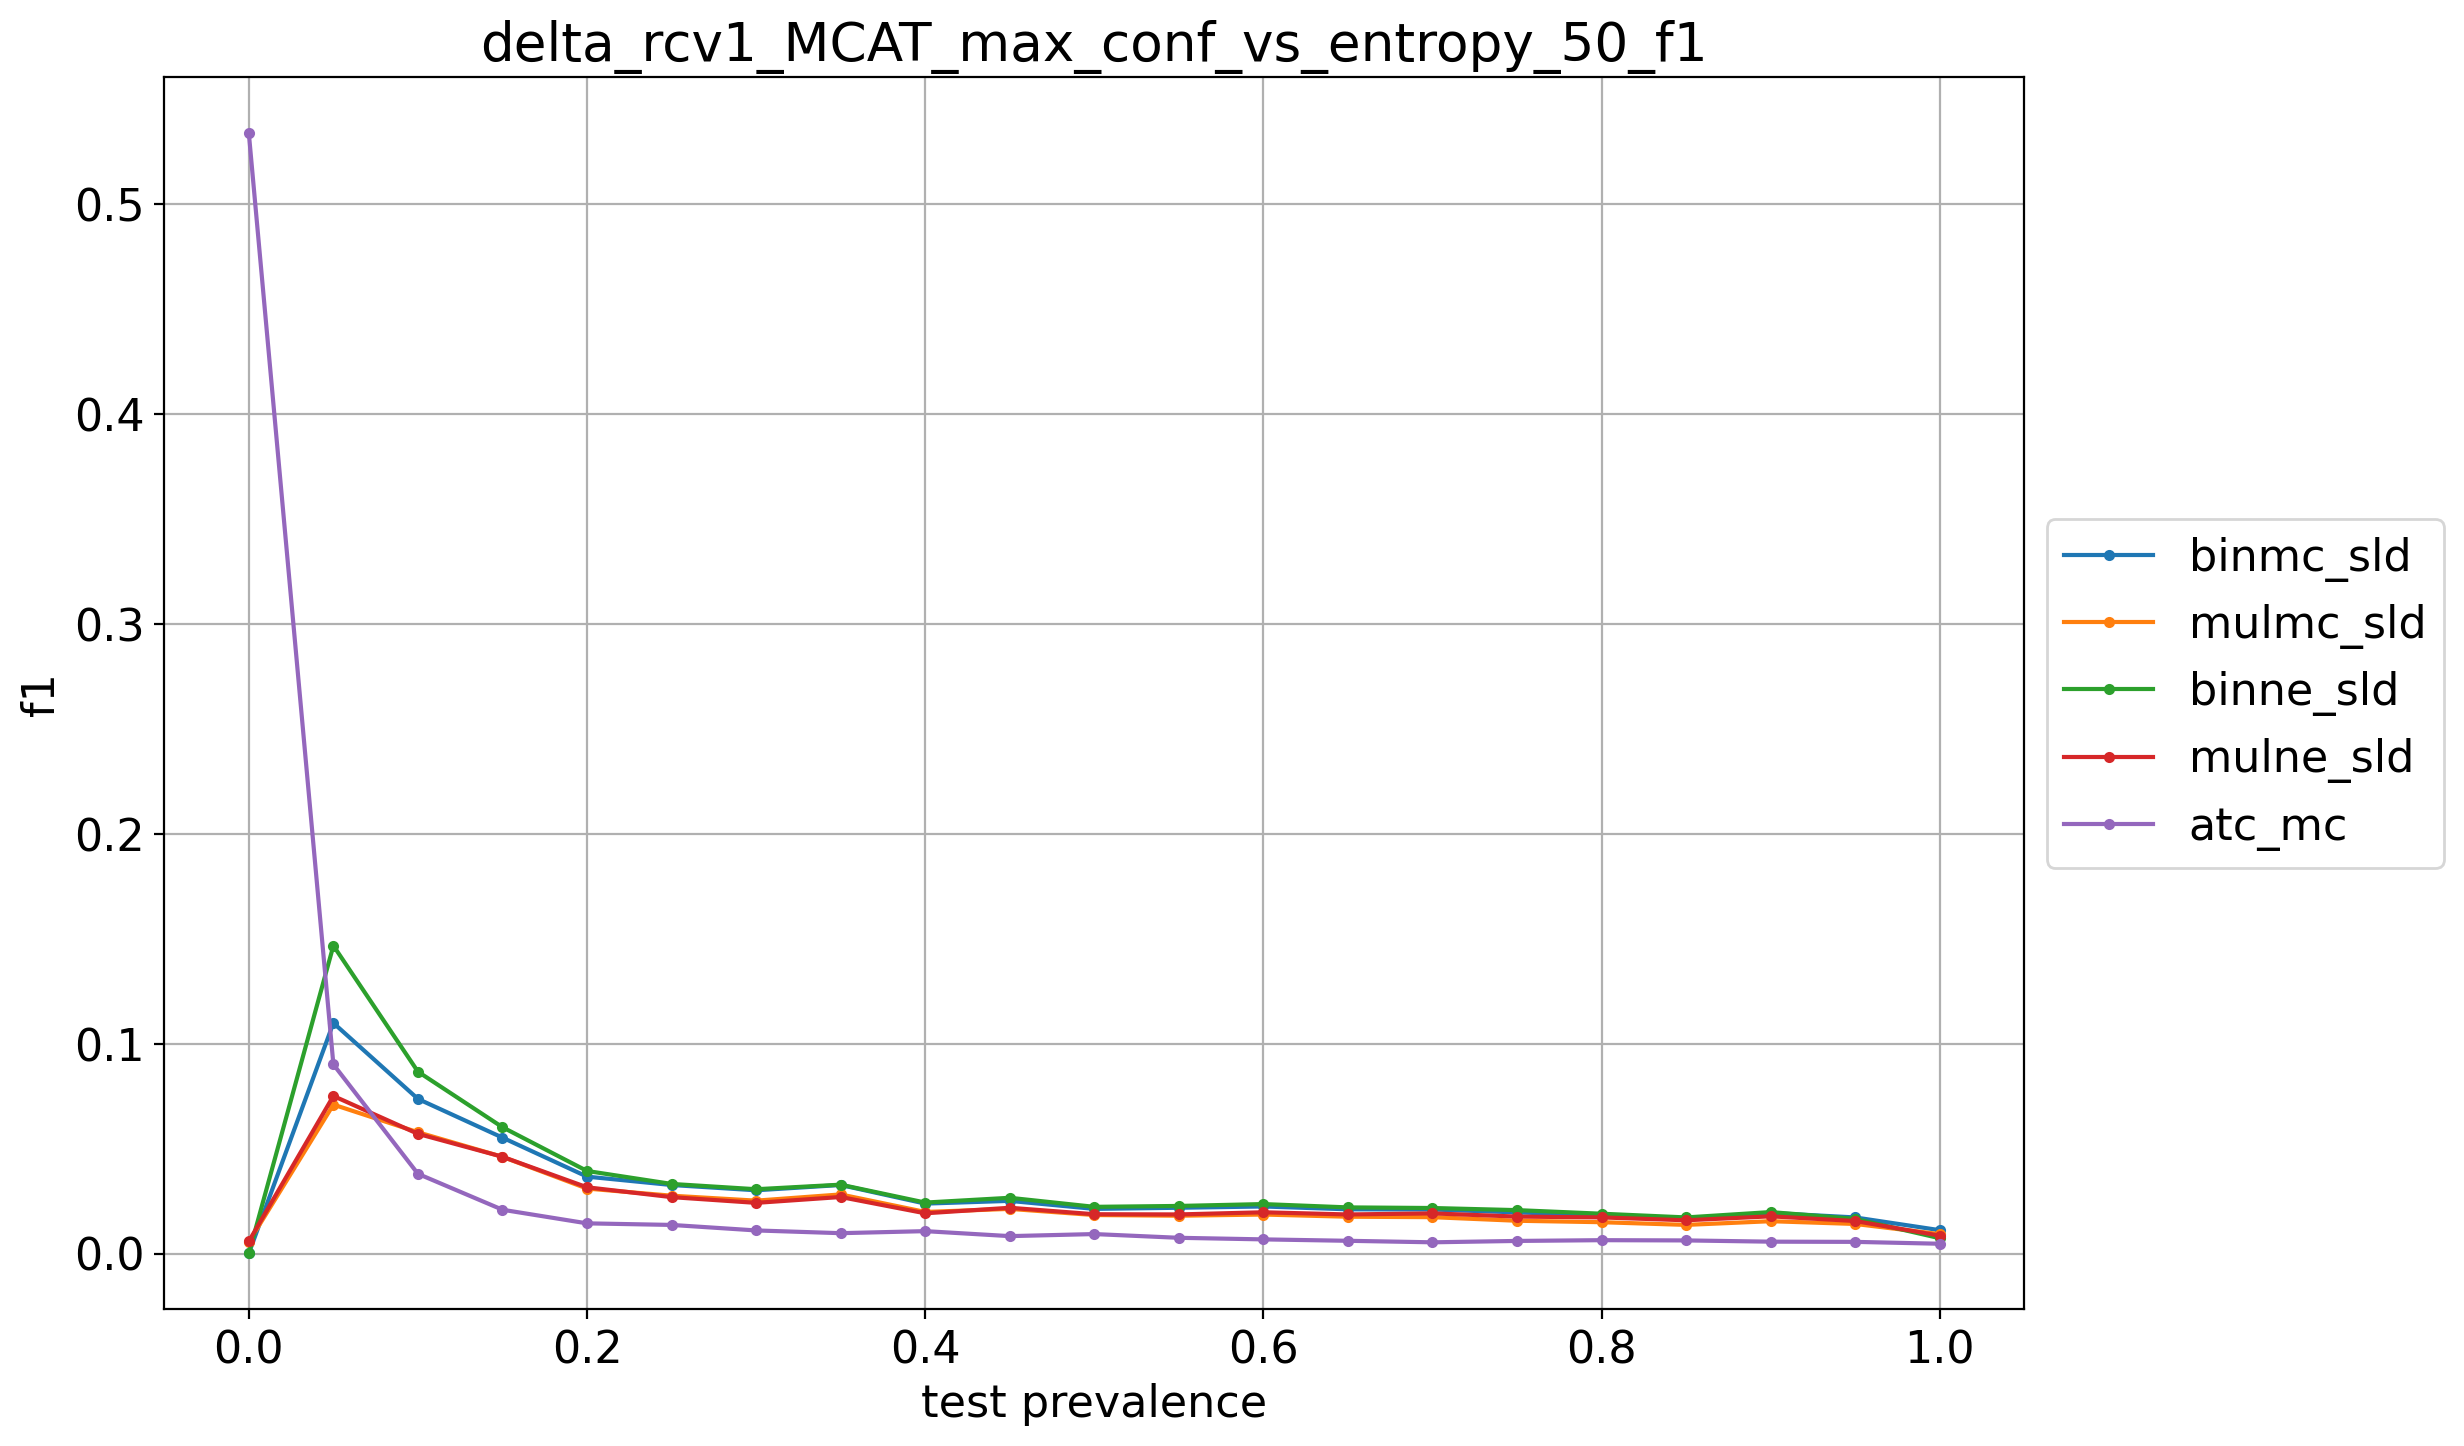 delta_rcv1_MCAT_max_conf_vs_entropy_50_f1
0.5
0.4
0.3
0.2
0.1
0.0
f1
0.0 0.2 0.4 0.6 0.8 1.0
test prevalence
binmc_sld
mulmc_sld
binne_sld
mulne_sld
atc_mc